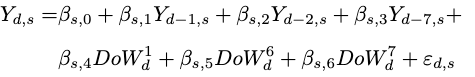 Y_{d,s} = β_{s,0} + β_{s,1}Y_{d−1,s} + β_{s,2}Y_{d−2,s} + β_{s,3}Y_{d−7,s} +
β_{s,4}DoW_d^1 + β_{s,5}DoW_d^6 + β_{s,6}DoW_d^7 + ε_{d,s}